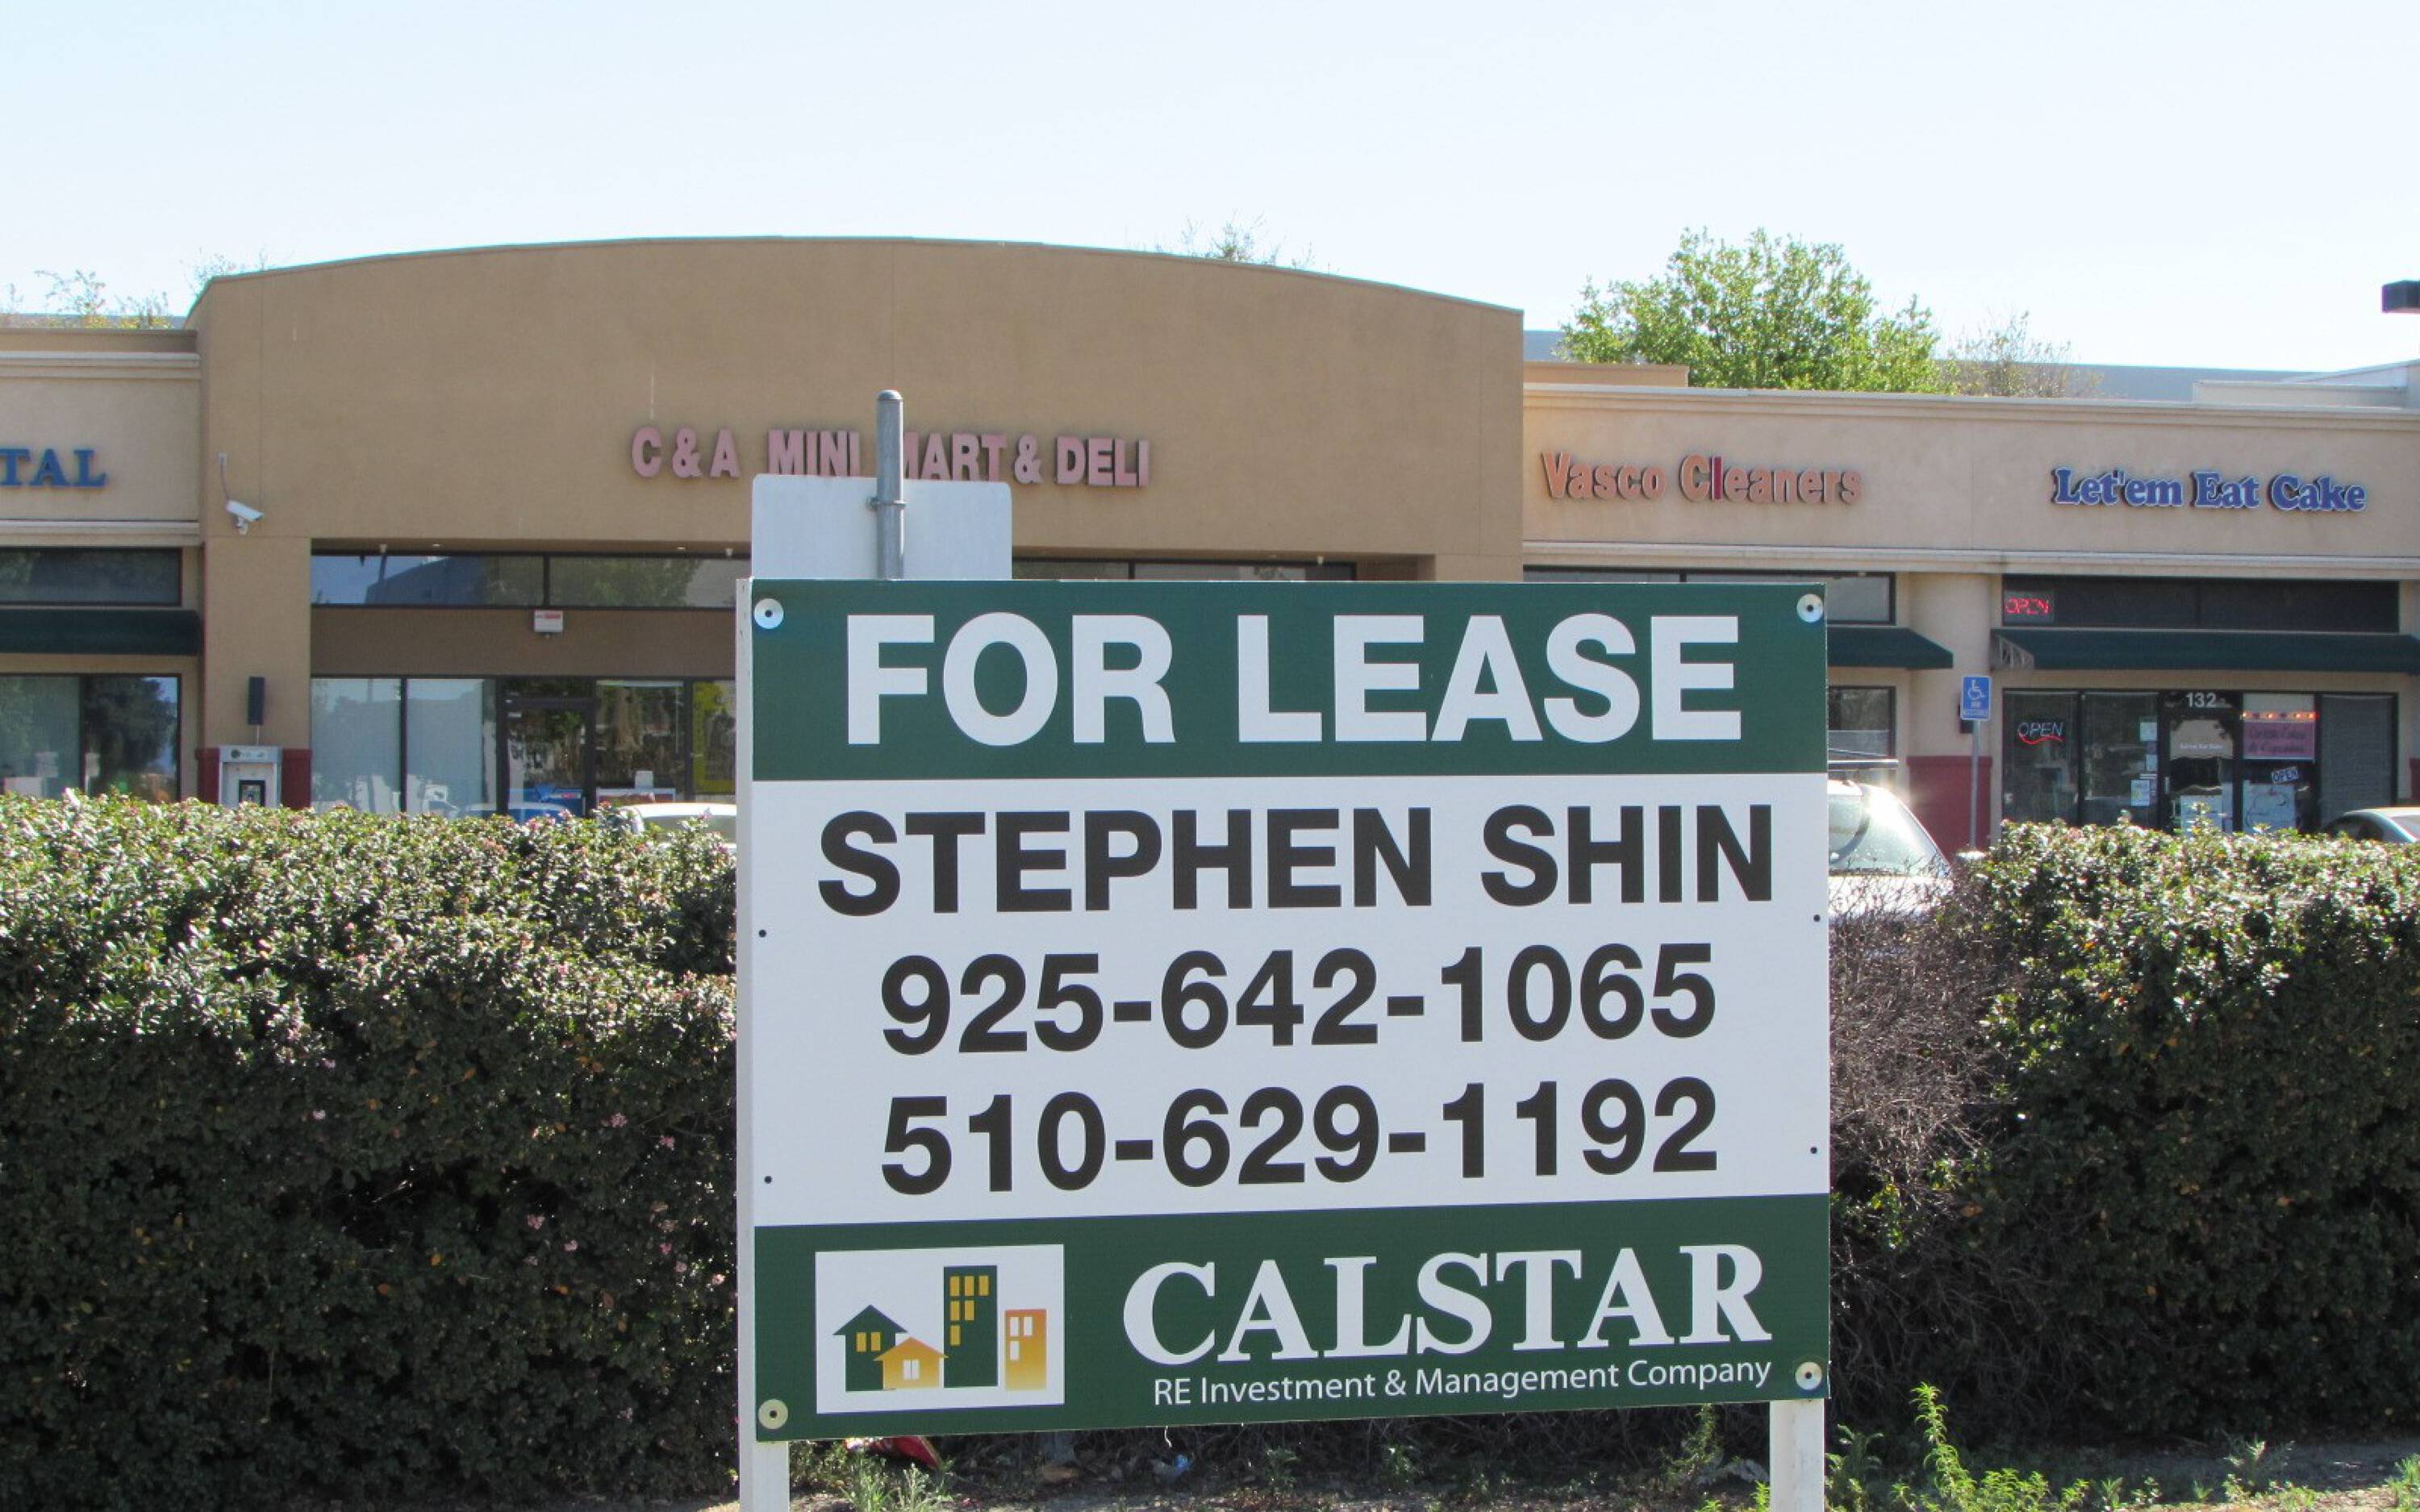 TAL
C & A MINI MART & DELI
Vasco Cleaners
Let'em Eat Cake
OPEN
132
OPEN
OPEN
FOR LEASE
STEPHEN SHIN
925-642-1065
510-629-1192
CALSTAR
RE Investment & Management Company